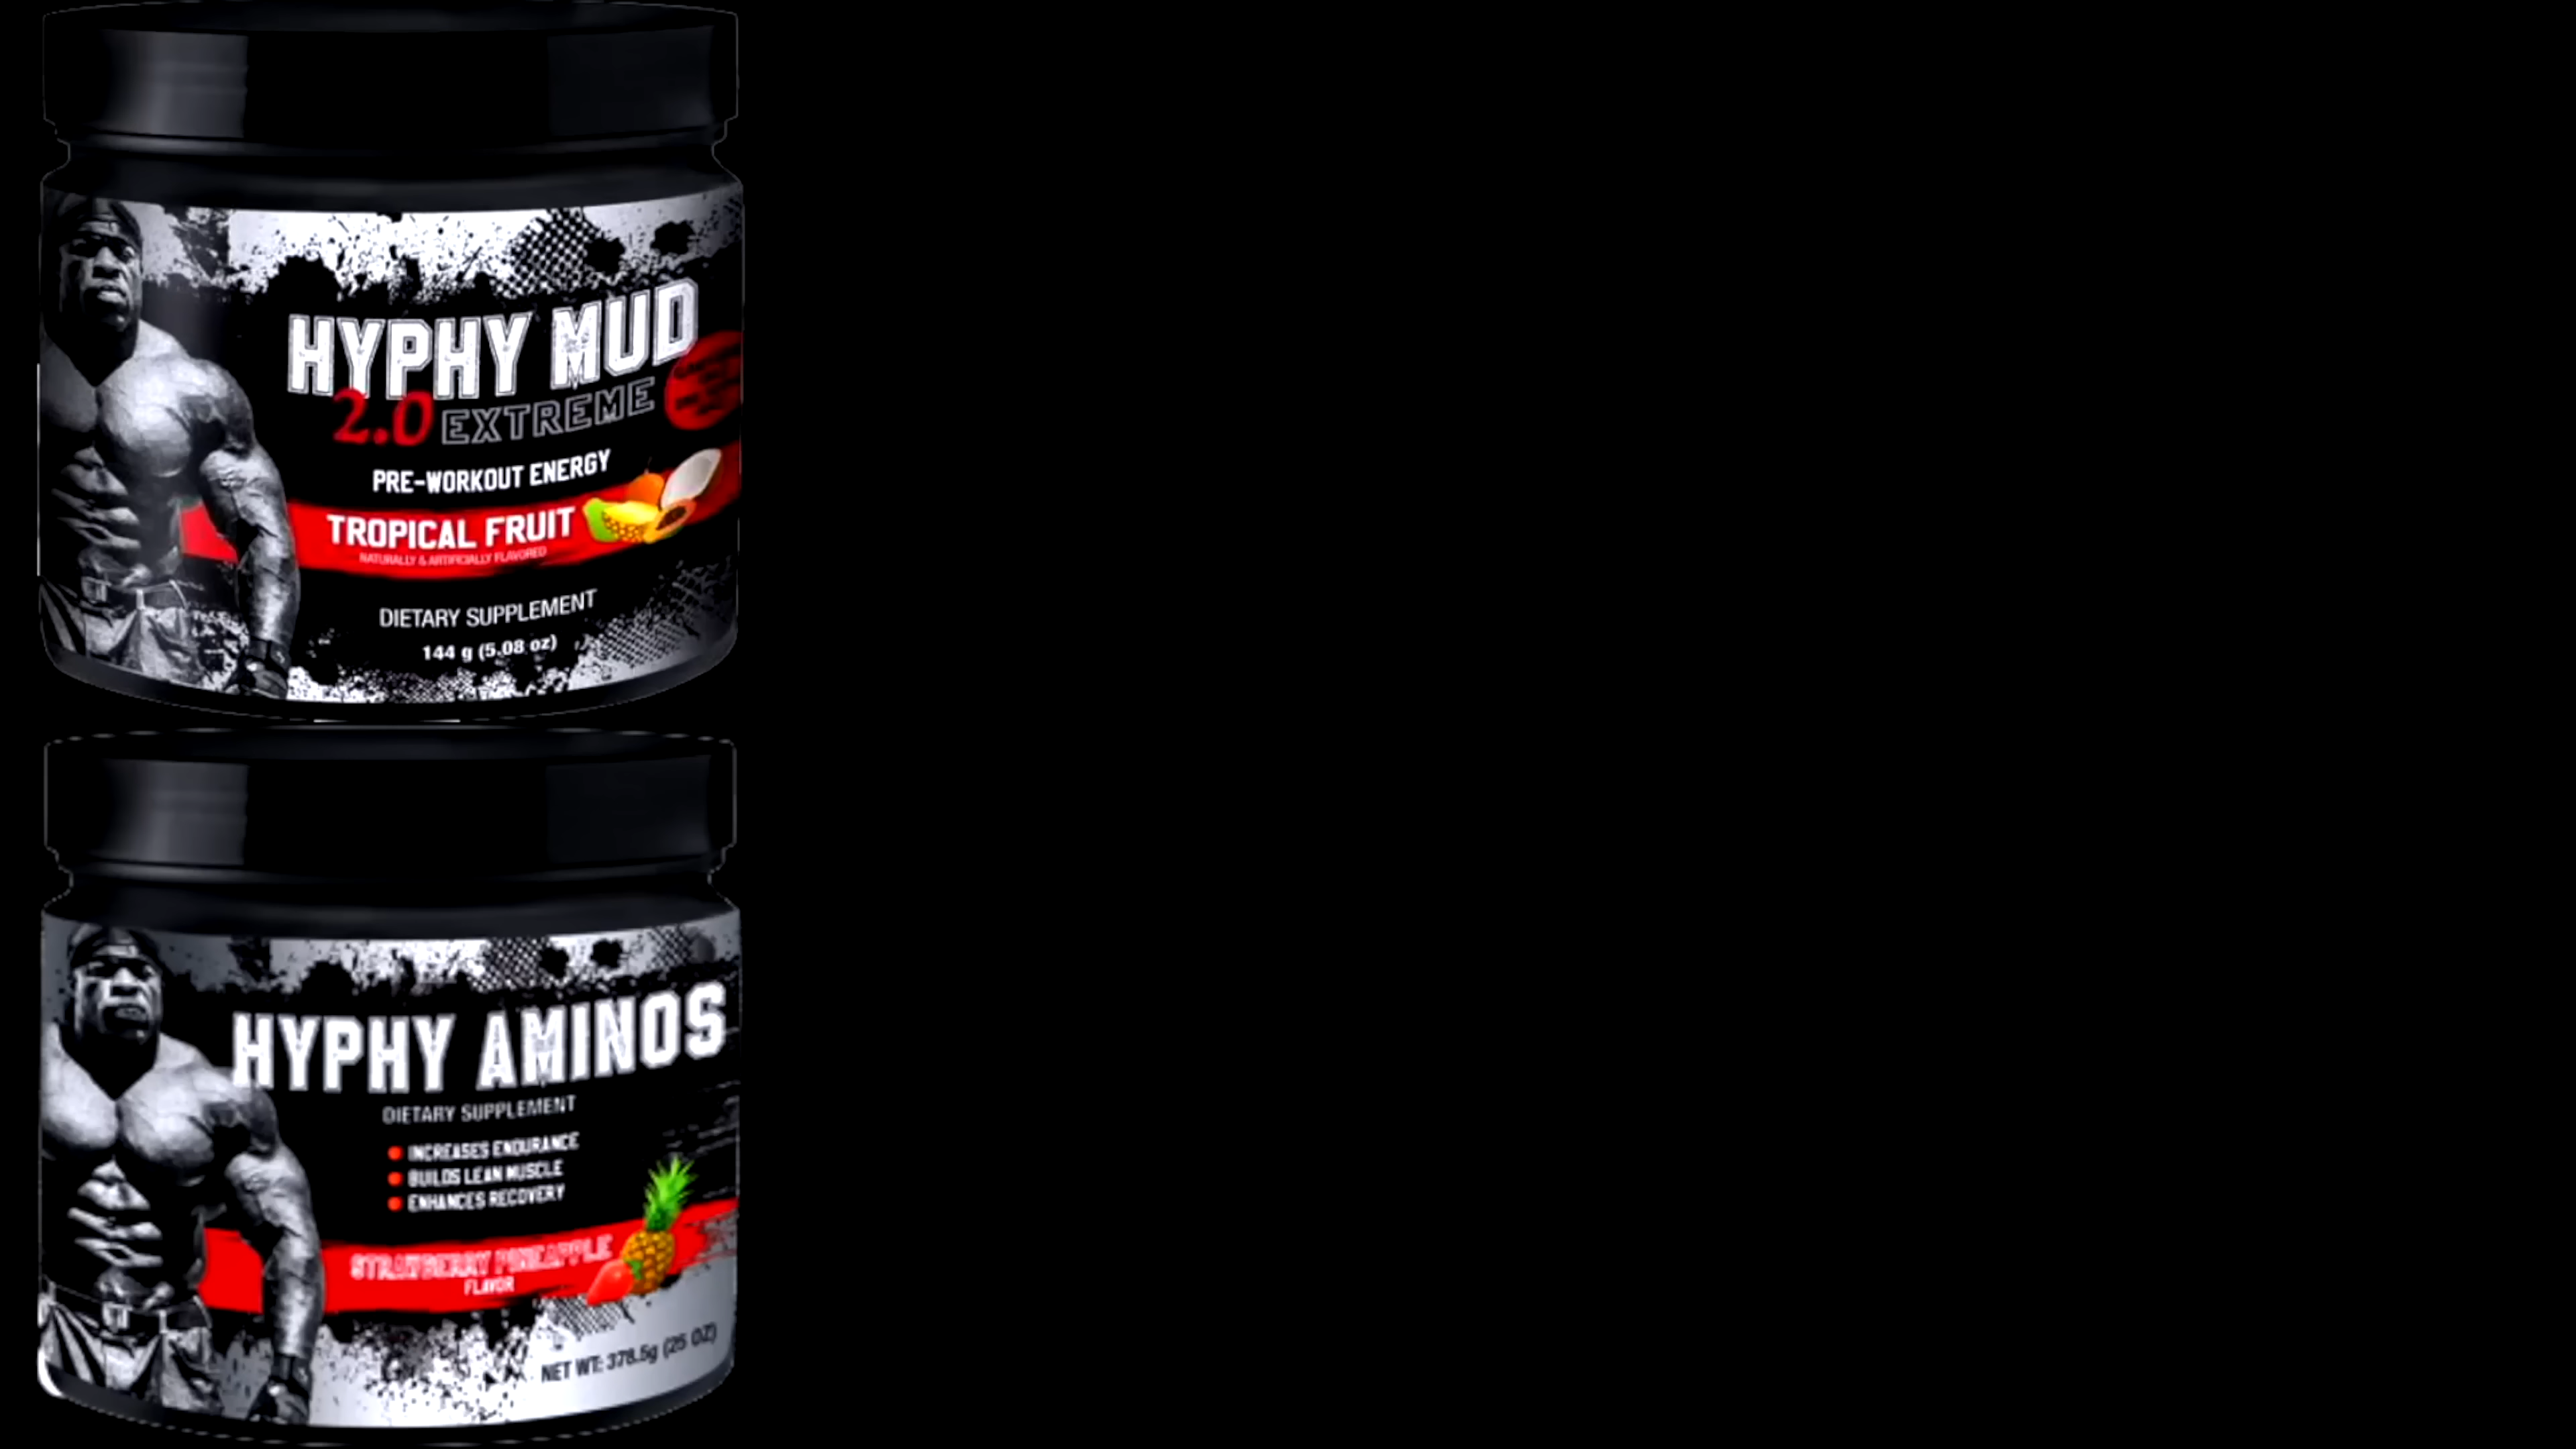 HYPHY MUD
2.0 EXTREME
PRE-WORKOUT ENERGY
TROPICAL FRUIT
NATURALLY & ARTIFICIALLY FLAVORED
DIETARY SUPPLEMENT
144 g (5.08 oz)
HYPHY AMINOS
DIETARY SUPPLEMENT
INCREASES ENDURANCE
BUILDS LEAN MUSCLE
ENHANCES RECOVERY
STRAWBERRY PINEAPPLE
FLAVOR
NET WT: 378.5g (25 OZ)